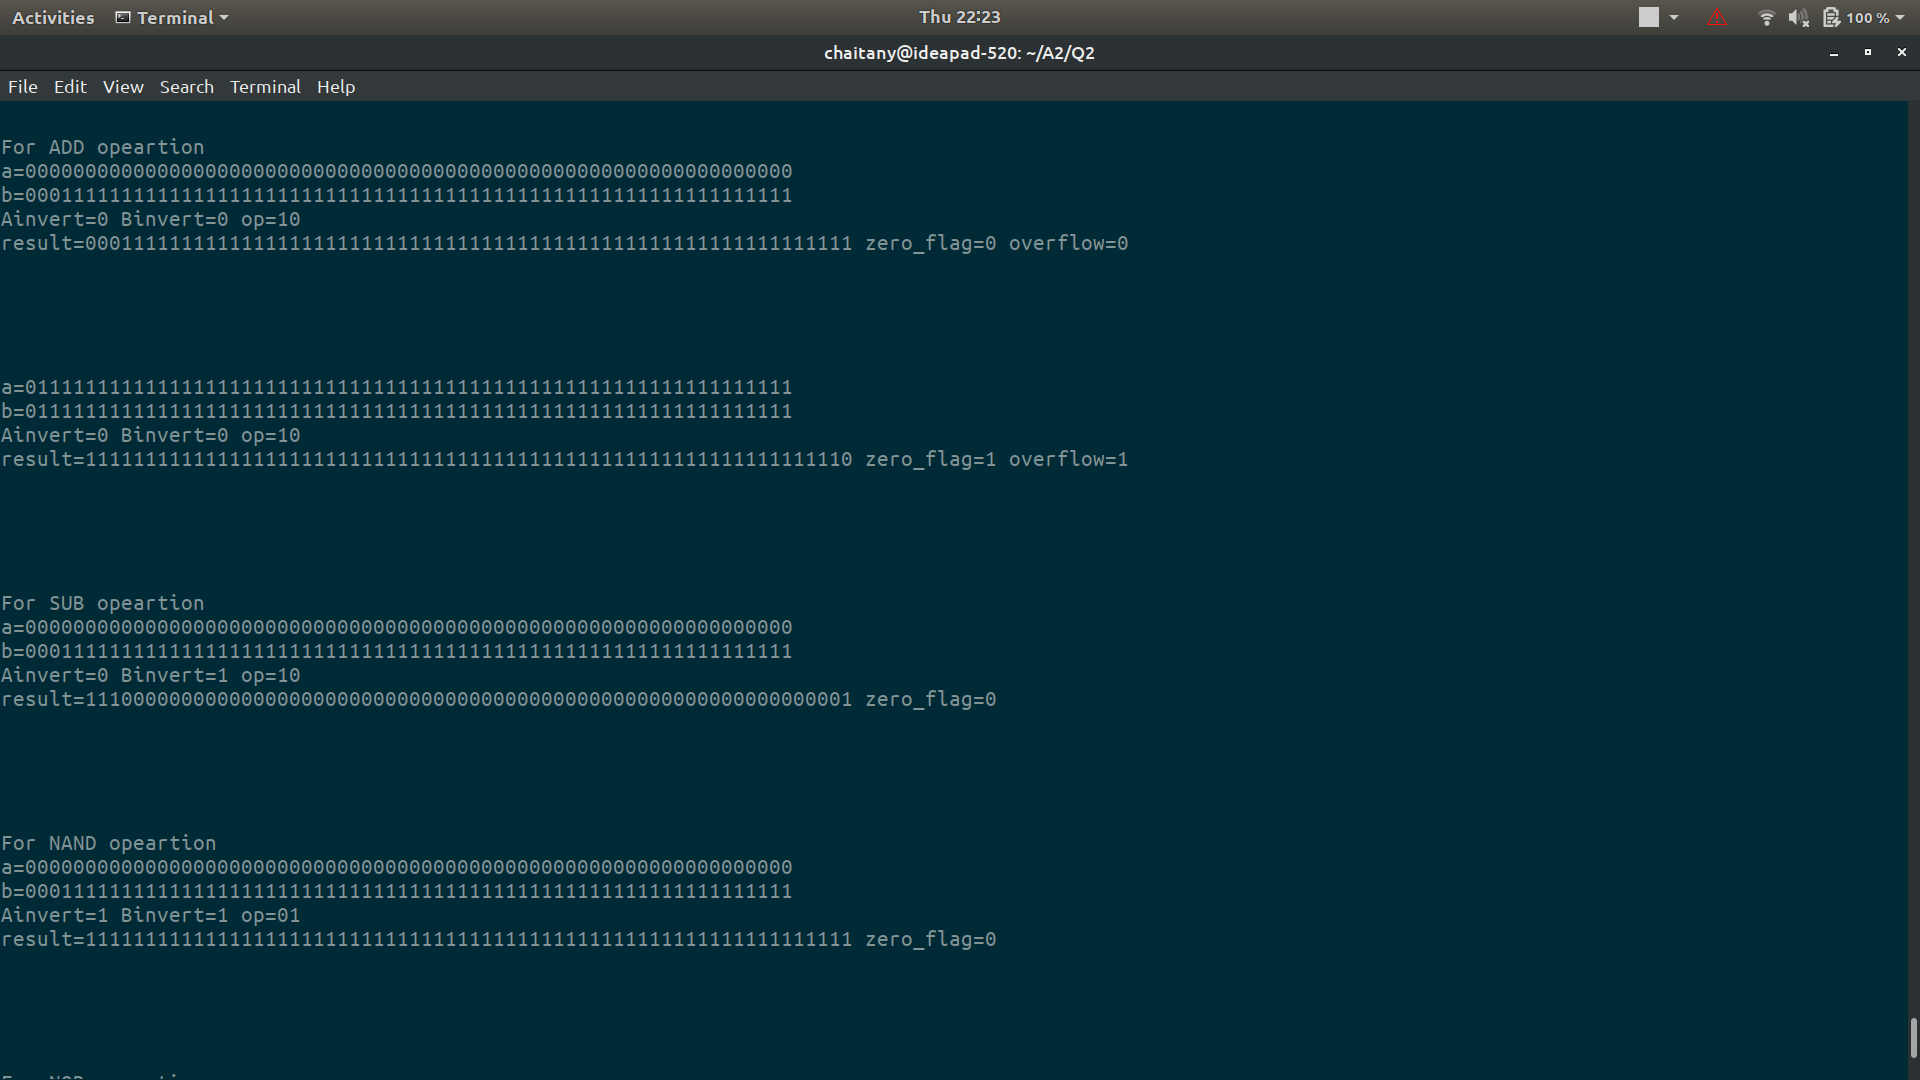 Activities Terminal Thu 22:23 100 %
chaitany@ideapad-520: ~/A2/Q2
File Edit View Search Terminal Help
For ADD opeartion
a=0000000000000000000000000000000000000000000000000000000000000000
b=0001111111111111111111111111111111111111111111111111111111111111
Ainvert=0 Binvert=0 op=10
result=0001111111111111111111111111111111111111111111111111111111111111 zero_flag=0 overflow=0
a=0111111111111111111111111111111111111111111111111111111111111111
b=0111111111111111111111111111111111111111111111111111111111111111
Ainvert=0 Binvert=0 op=10
result=1111111111111111111111111111111111111111111111111111111111111110 zero_flag=1 overflow=1
For SUB opeartion
a=0000000000000000000000000000000000000000000000000000000000000000
b=0001111111111111111111111111111111111111111111111111111111111111
Ainvert=0 Binvert=1 op=10
result=1110000000000000000000000000000000000000000000000000000000000001 zero_flag=0
For NAND opeartion
a=0000000000000000000000000000000000000000000000000000000000000000
b=0001111111111111111111111111111111111111111111111111111111111111
Ainvert=1 Binvert=1 op=01
result=1111111111111111111111111111111111111111111111111111111111111111 zero_flag=0